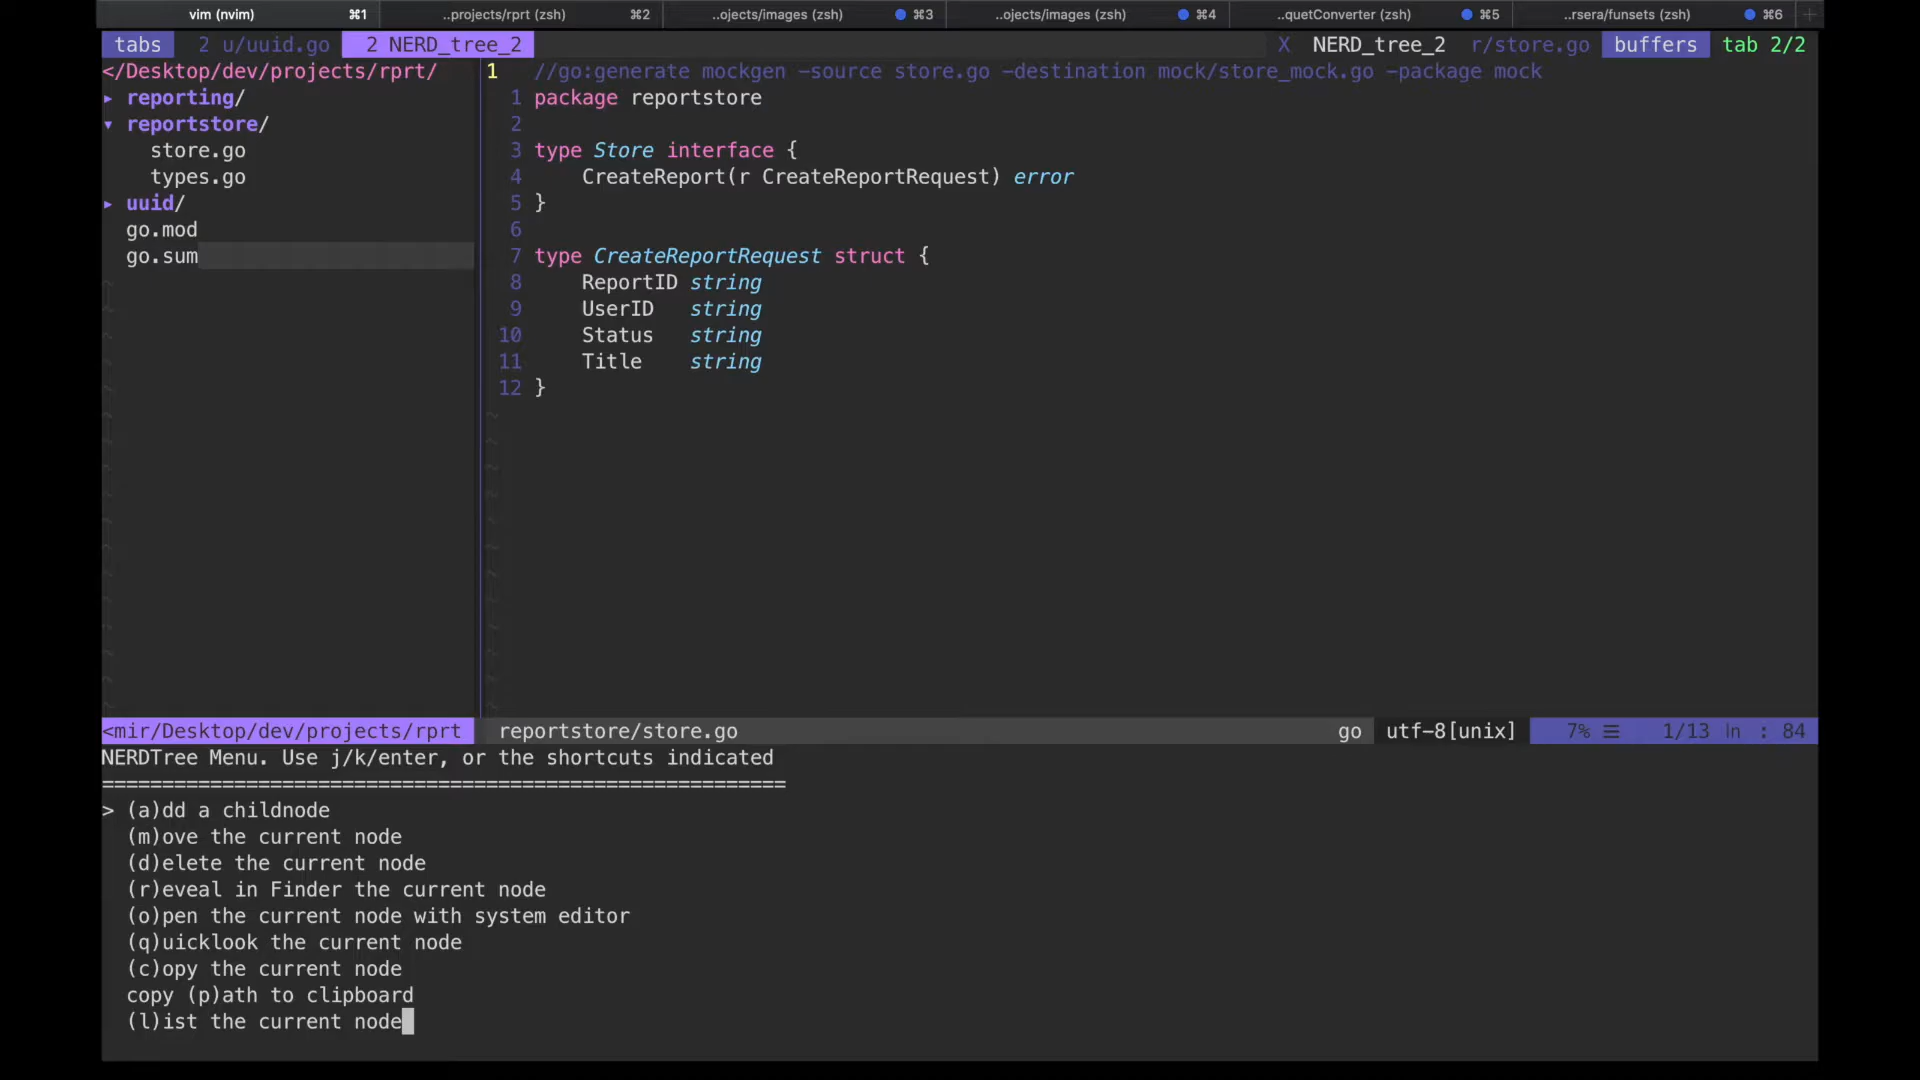 vim (nvim) ⌘1 ..projects/rprt (zsh) ⌘2 ..ojects/images (zsh) ⌘3 ..ojects/images (zsh) ⌘4 ..quetConverter (zsh) ⌘5 ..rsera/funsets (zsh) ⌘6 +
tabs 2 u/uuid.go 2 NERD_tree_2 X NERD_tree_2 r/store.go buffers tab 2/2
</Desktop/dev/projects/rprt/
▸ reporting/
▾ reportstore/
store.go
types.go
▸ uuid/
go.mod
go.sum
1 //go:generate mockgen -source store.go -destination mock/store_mock.go -package mock
1 package reportstore
2
3 type Store interface {
4 CreateReport(r CreateReportRequest) error
5 }
6
7 type CreateReportRequest struct {
8 ReportID string
9 UserID string
10 Status string
11 Title string
12 }
<mir/Desktop/dev/projects/rprt reportstore/store.go go utf-8[unix] 7% ☰ 1/13 ㏑ : 84
NERDTree Menu. Use j/k/enter, or the shortcuts indicated
=========================================================
> (a)dd a childnode
(m)ove the current node
(d)elete the current node
(r)eveal in Finder the current node
(o)pen the current node with system editor
(q)uicklook the current node
(c)opy the current node
copy (p)ath to clipboard
(l)ist the current node